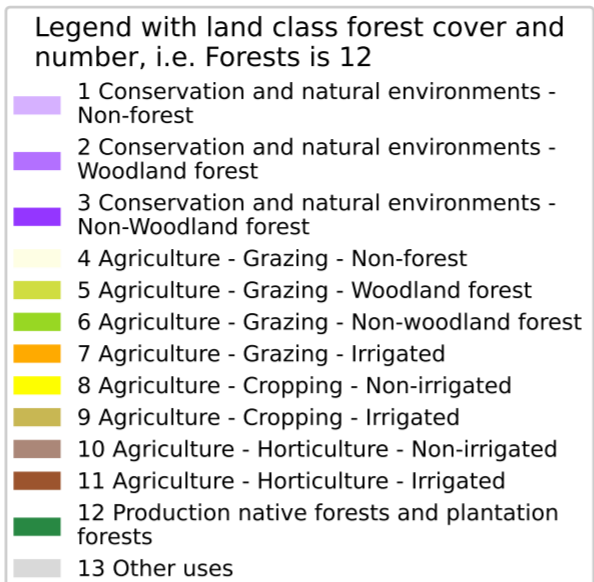 Legend with land class forest cover and
number, i.e. Forests is 12
1 Conservation and natural environments -
Non-forest
2 Conservation and natural environments -
Woodland forest
3 Conservation and natural environments -
Non-Woodland forest
4 Agriculture - Grazing - Non-forest
5 Agriculture - Grazing - Woodland forest
6 Agriculture - Grazing - Non-woodland forest
7 Agriculture - Grazing - Irrigated
8 Agriculture - Cropping - Non-irrigated
9 Agriculture - Cropping - Irrigated
10 Agriculture - Horticulture - Non-irrigated
11 Agriculture - Horticulture - Irrigated
12 Production native forests and plantation
forests
13 Other uses